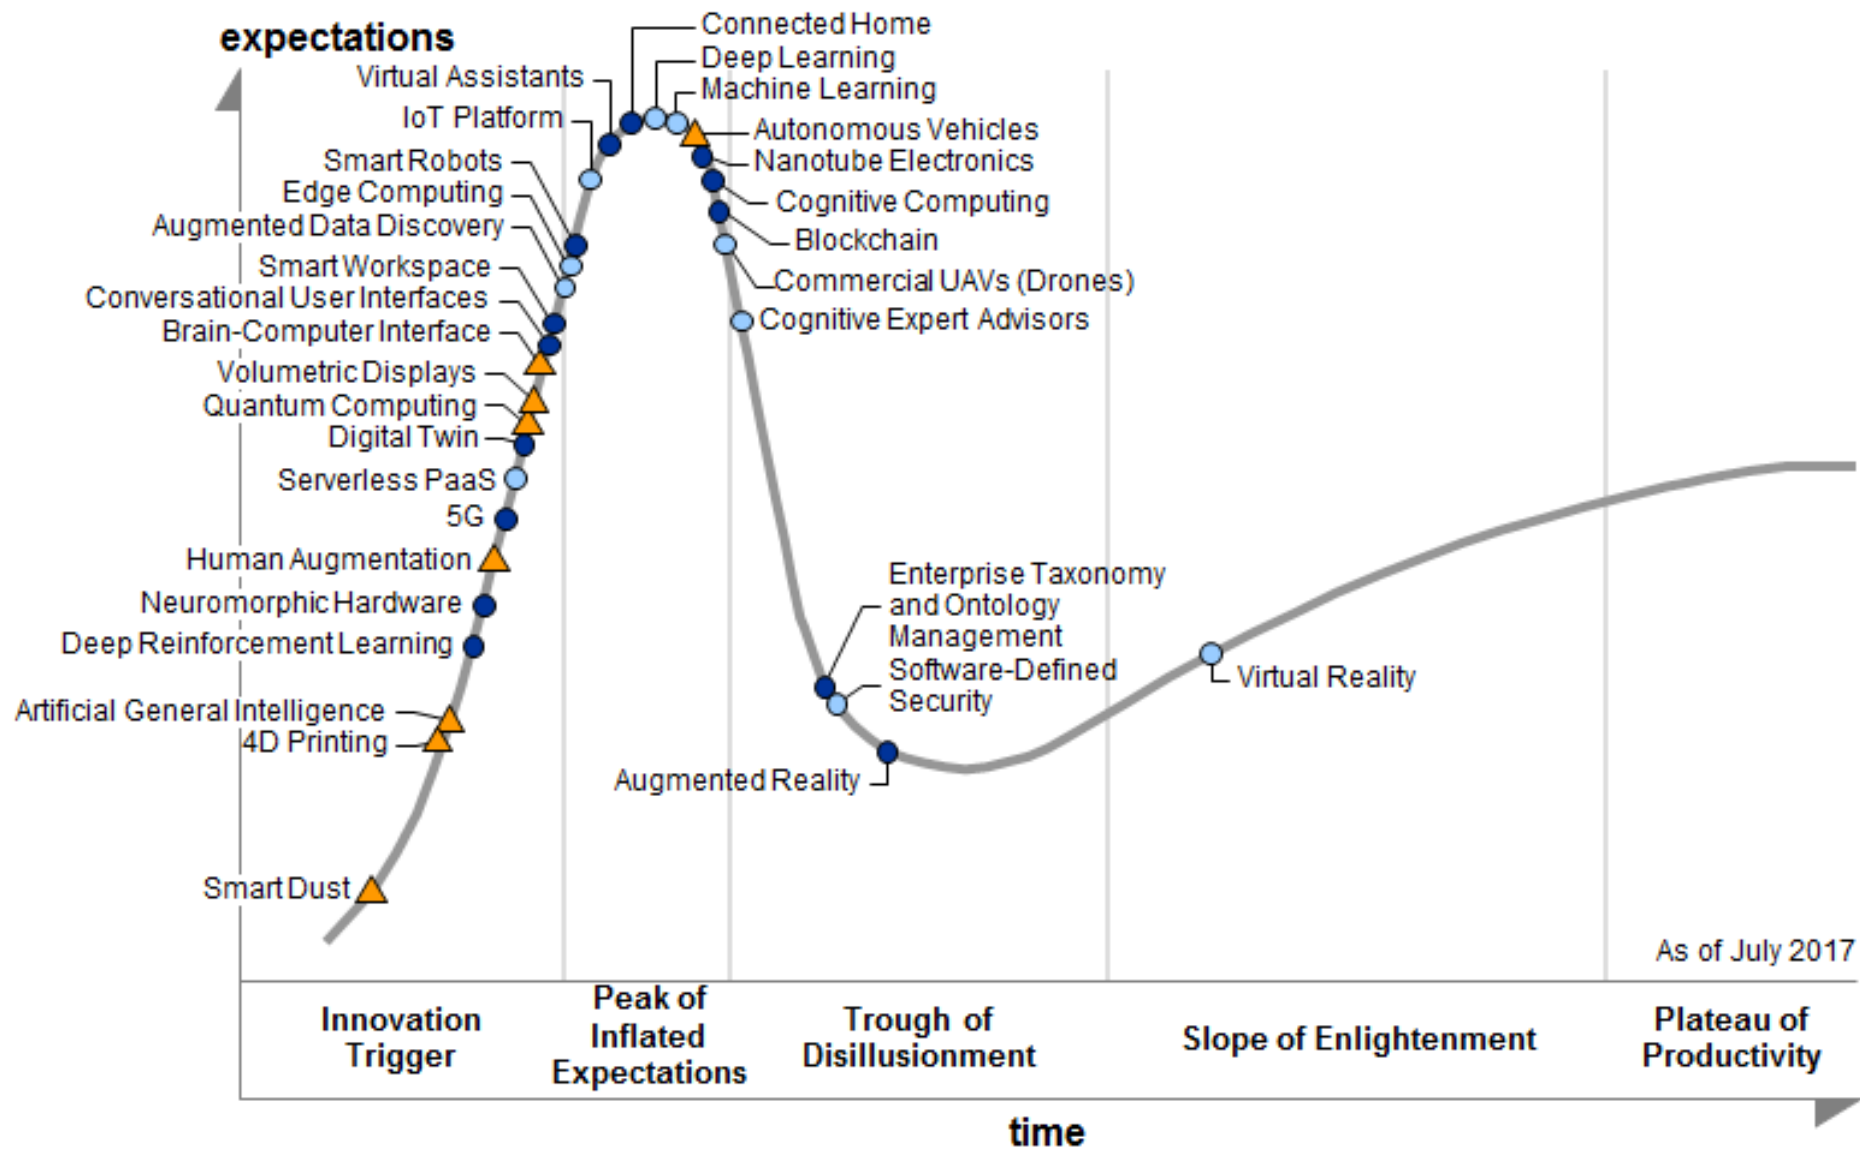 expectations
Connected Home
Deep Learning
Virtual Assistants
Machine Learning
IoT Platform
Autonomous Vehicles
Smart Robots
Nanotube Electronics
Edge Computing
Cognitive Computing
Augmented Data Discovery
Blockchain
Smart Workspace
Commercial UAVs (Drones)
Conversational User Interfaces
Cognitive Expert Advisors
Brain-Computer Interface
Volumetric Displays
Quantum Computing
Digital Twin
Serverless PaaS
5G
Human Augmentation
Neuromorphic Hardware
Deep Reinforcement Learning
Artificial General Intelligence
4D Printing
Smart Dust
Enterprise Taxonomy
and Ontology
Management
Software-Defined
Security
Augmented Reality
Virtual Reality
As of July 2017
Innovation
Trigger
Peak of
Inflated
Expectations
Trough of
Disillusionment
Slope of Enlightenment
Plateau of
Productivity
time